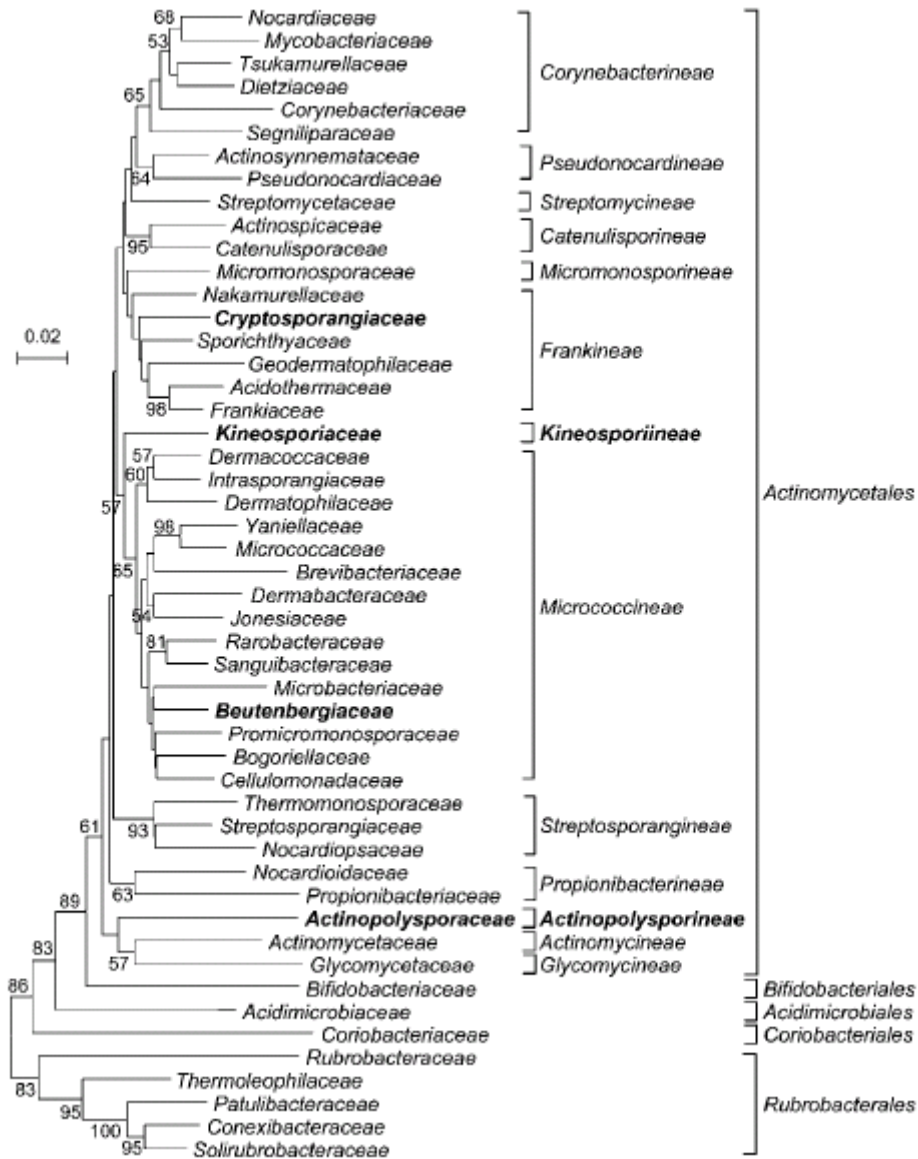 68 Nocardiaceae
53 Mycobacteriaceae
Tsukamurellaceae
Dietziaceae Corynebacterineae
65 Corynebacteriaceae
Segniliparaceae
Actinosynnemataceae
64 Pseudonocardiaceae Pseudonocardineae
Streptomycetaceae Streptomycineae
Actinospicaceae
95 Catenulisporaceae Catenulisporineae
Micromonosporaceae Micromonosporineae
Nakamurellaceae
Cryptosporangiaceae
0.02 Sporichthyaceae Frankineae
Geodermatophilaceae
Acidothermaceae
98 Frankiaceae
Kineosporiaceae Kineosporiineae
57 Dermacoccaceae
60 Intrasporangiaceae
57 Dermatophilaceae Actinomycetales
98 Yaniellaceae
Micrococcaceae
65 Brevibacteriaceae
Dermabacteraceae Micrococcineae
54 Jonesiaceae
81 Rarobacteraceae
Sanguibacteraceae
Microbacteriaceae
Beutenbergiaceae
Promicromonosporaceae
Bogoriellaceae
Cellulomonadaceae
Thermomonosporaceae
61 93 Streptosporangiaceae Streptosporangineae
Nocardiopsaceae
Nocardioidaceae
63 Propionibacteriaceae Propionibacterineae
89 Actinopolysporaceae Actinopolysporineae
83 Actinomycetaceae Actinomycineae
57 Glycomycetaceae Glycomycineae
86 Bifidobacteriaceae Bifidobacteriales
Acidimicrobiaceae Acidimicrobiales
Coriobacteriaceae Coriobacteriales
Rubrobacteraceae
83 Thermoleophilaceae
95 Patulibacteraceae Rubrobacterales
100 Conexibacteraceae
95 Solirubrobacteraceae